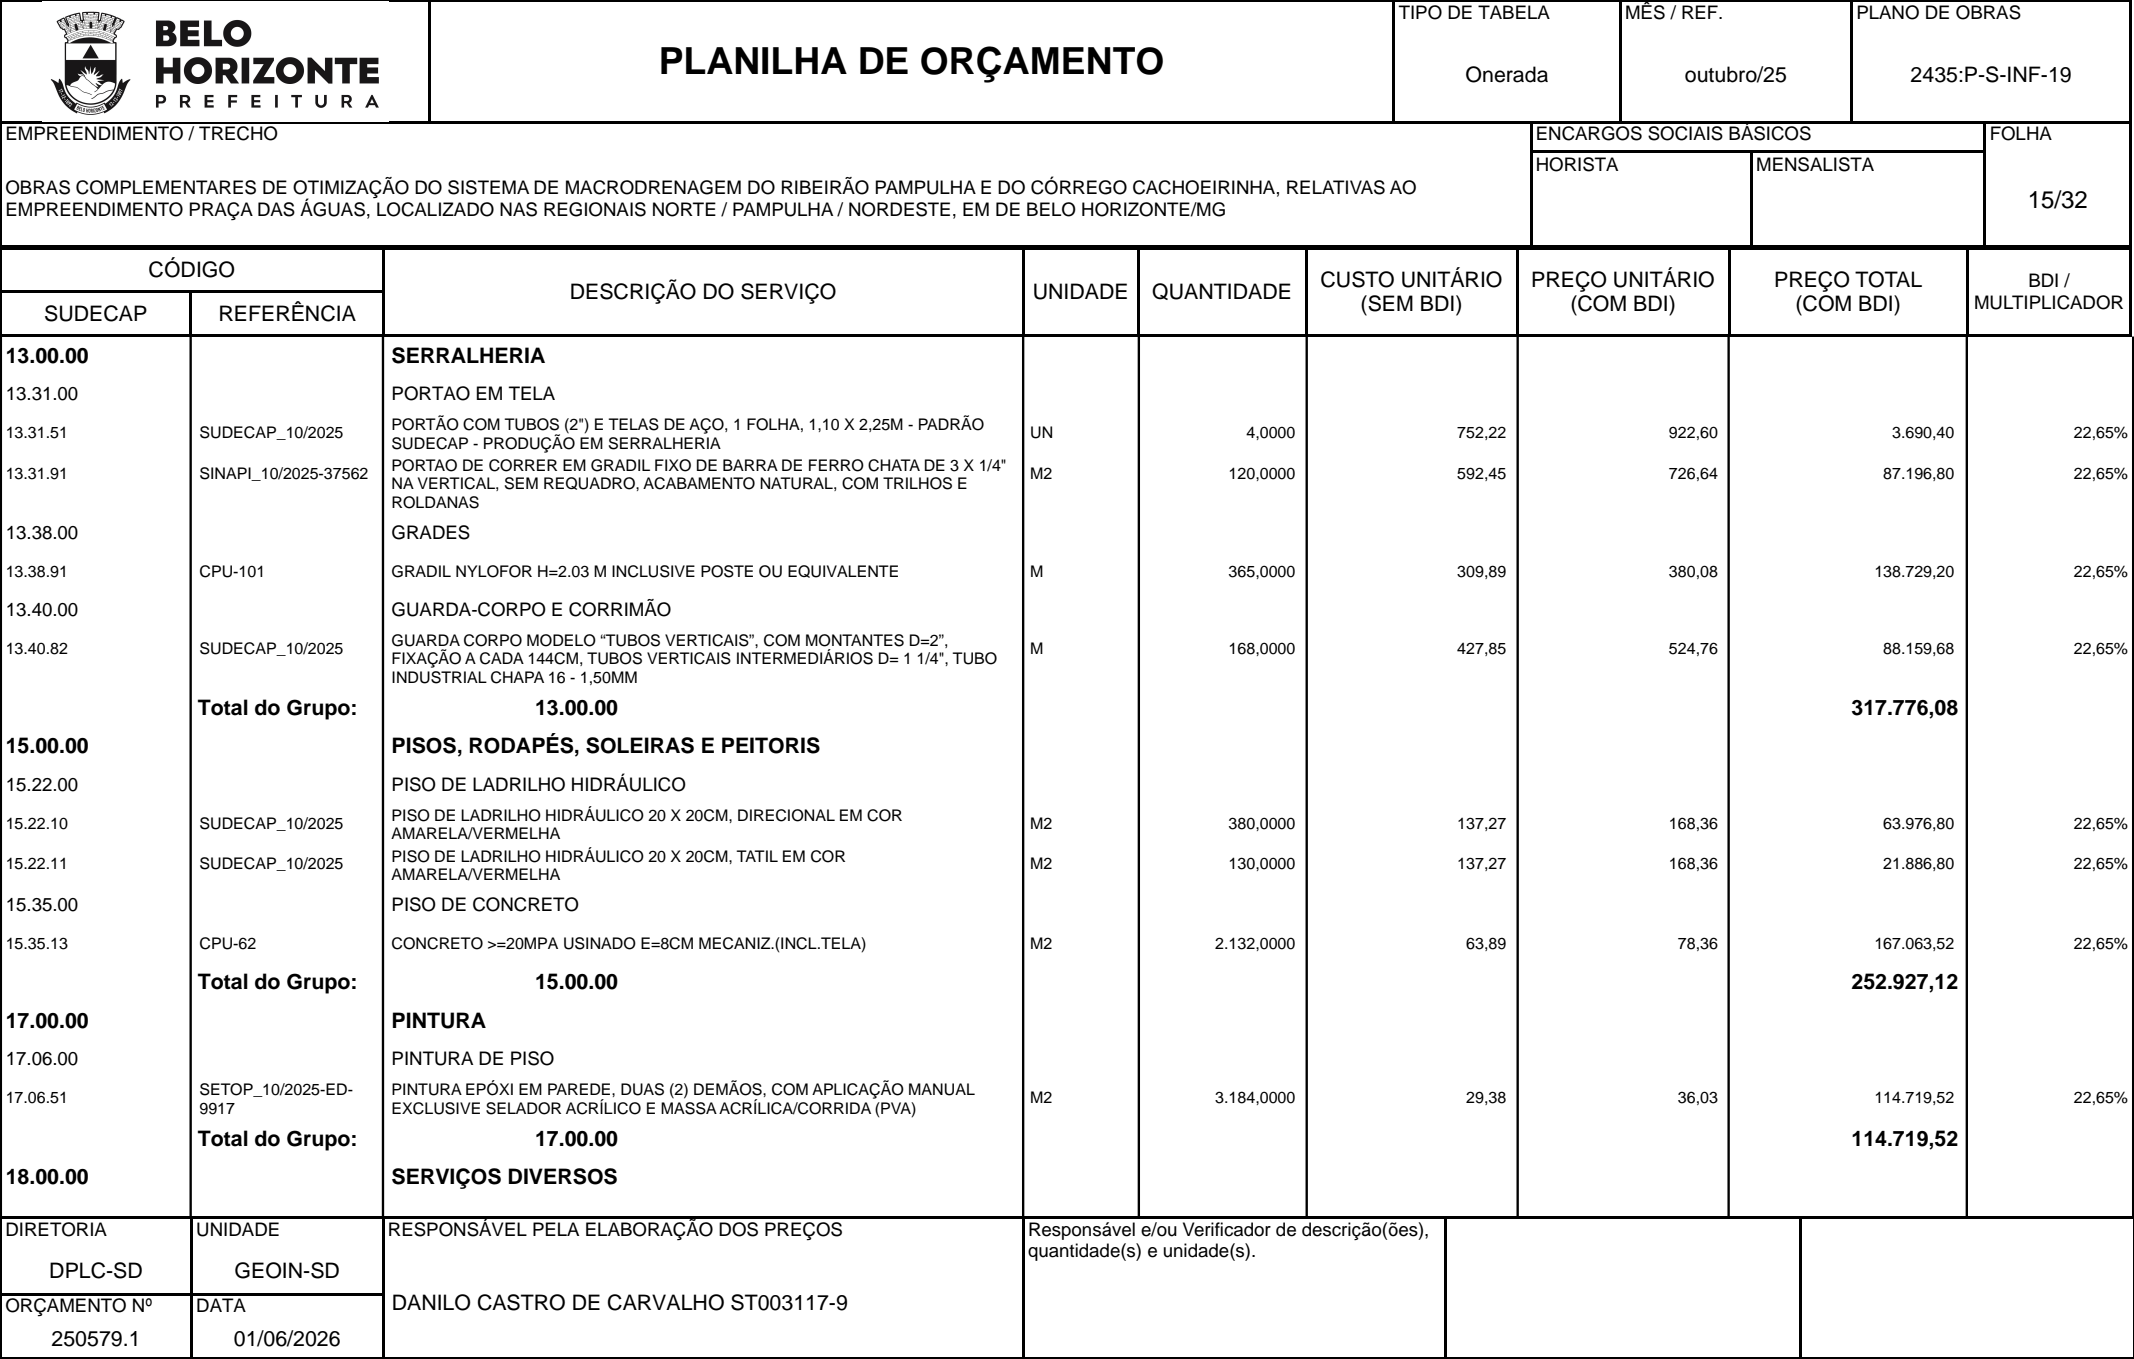 BELO
HORIZONTE
PREFEITURA
PLANILHA DE ORÇAMENTO
TIPO DE TABELA
Onerada
MÊS / REF.
outubro/25
PLANO DE OBRAS
2435:P-S-INF-19
EMPREENDIMENTO / TRECHO
OBRAS COMPLEMENTARES DE OTIMIZAÇÃO DO SISTEMA DE MACRODRENAGEM DO RIBEIRÃO PAMPULHA E DO CÓRREGO CACHOEIRINHA, RELATIVAS AO
EMPREENDIMENTO PRAÇA DAS ÁGUAS, LOCALIZADO NAS REGIONAIS NORTE / PAMPULHA / NORDESTE, EM DE BELO HORIZONTE/MG
ENCARGOS SOCIAIS BÁSICOS
HORISTA
MENSALISTA
FOLHA
15/32
CÓDIGO
SUDECAP
REFERÊNCIA
DESCRIÇÃO DO SERVIÇO
UNIDADE
QUANTIDADE
CUSTO UNITÁRIO
(SEM BDI)
PREÇO UNITÁRIO
(COM BDI)
PREÇO TOTAL
(COM BDI)
BDI /
MULTIPLICADOR
13.00.00 SERRALHERIA
13.31.00 PORTAO EM TELA
13.31.51 SUDECAP_10/2025 PORTÃO COM TUBOS (2") E TELAS DE AÇO, 1 FOLHA, 1,10 X 2,25M - PADRÃO
SUDECAP - PRODUÇÃO EM SERRALHERIA UN 4,0000 752,22 922,60 3.690,40 22,65%
13.31.91 SINAPI_10/2025-37562 PORTAO DE CORRER EM GRADIL FIXO DE BARRA DE FERRO CHATA DE 3 X 1/4"
NA VERTICAL, SEM REQUADRO, ACABAMENTO NATURAL, COM TRILHOS E
ROLDANAS M2 120,0000 592,45 726,64 87.196,80 22,65%
13.38.00 GRADES
13.38.91 CPU-101 GRADIL NYLOFOR H=2.03 M INCLUSIVE POSTE OU EQUIVALENTE M 365,0000 309,89 380,08 138.729,20 22,65%
13.40.00 GUARDA-CORPO E CORRIMÃO
13.40.82 SUDECAP_10/2025 GUARDA CORPO MODELO “TUBOS VERTICAIS”, COM MONTANTES D=2”,
FIXAÇÃO A CADA 144CM, TUBOS VERTICAIS INTERMEDIÁRIOS D= 1 1/4", TUBO
INDUSTRIAL CHAPA 16 - 1,50MM M 168,0000 427,85 524,76 88.159,68 22,65%
Total do Grupo: 13.00.00 317.776,08
15.00.00 PISOS, RODAPÉS, SOLEIRAS E PEITORIS
15.22.00 PISO DE LADRILHO HIDRÁULICO
15.22.10 SUDECAP_10/2025 PISO DE LADRILHO HIDRÁULICO 20 X 20CM, DIRECIONAL EM COR
AMARELA/VERMELHA M2 380,0000 137,27 168,36 63.976,80 22,65%
15.22.11 SUDECAP_10/2025 PISO DE LADRILHO HIDRÁULICO 20 X 20CM, TATIL EM COR
AMARELA/VERMELHA M2 130,0000 137,27 168,36 21.886,80 22,65%
15.35.00 PISO DE CONCRETO
15.35.13 CPU-62 CONCRETO >=20MPA USINADO E=8CM MECANIZ.(INCL.TELA) M2 2.132,0000 63,89 78,36 167.063,52 22,65%
Total do Grupo: 15.00.00 252.927,12
17.00.00 PINTURA
17.06.00 PINTURA DE PISO
17.06.51 SETOP_10/2025-ED-
9917 PINTURA EPÓXI EM PAREDE, DUAS (2) DEMÃOS, COM APLICAÇÃO MANUAL
EXCLUSIVE SELADOR ACRÍLICO E MASSA ACRÍLICA/CORRIDA (PVA) M2 3.184,0000 29,38 36,03 114.719,52 22,65%
Total do Grupo: 17.00.00 114.719,52
18.00.00 SERVIÇOS DIVERSOS
DIRETORIA
DPLC-SD
UNIDADE
GEOIN-SD
ORÇAMENTO Nº
250579.1
DATA
01/06/2026
RESPONSÁVEL PELA ELABORAÇÃO DOS PREÇOS
DANILO CASTRO DE CARVALHO ST003117-9
Responsável e/ou Verificador de descrição(ões),
quantidade(s) e unidade(s).